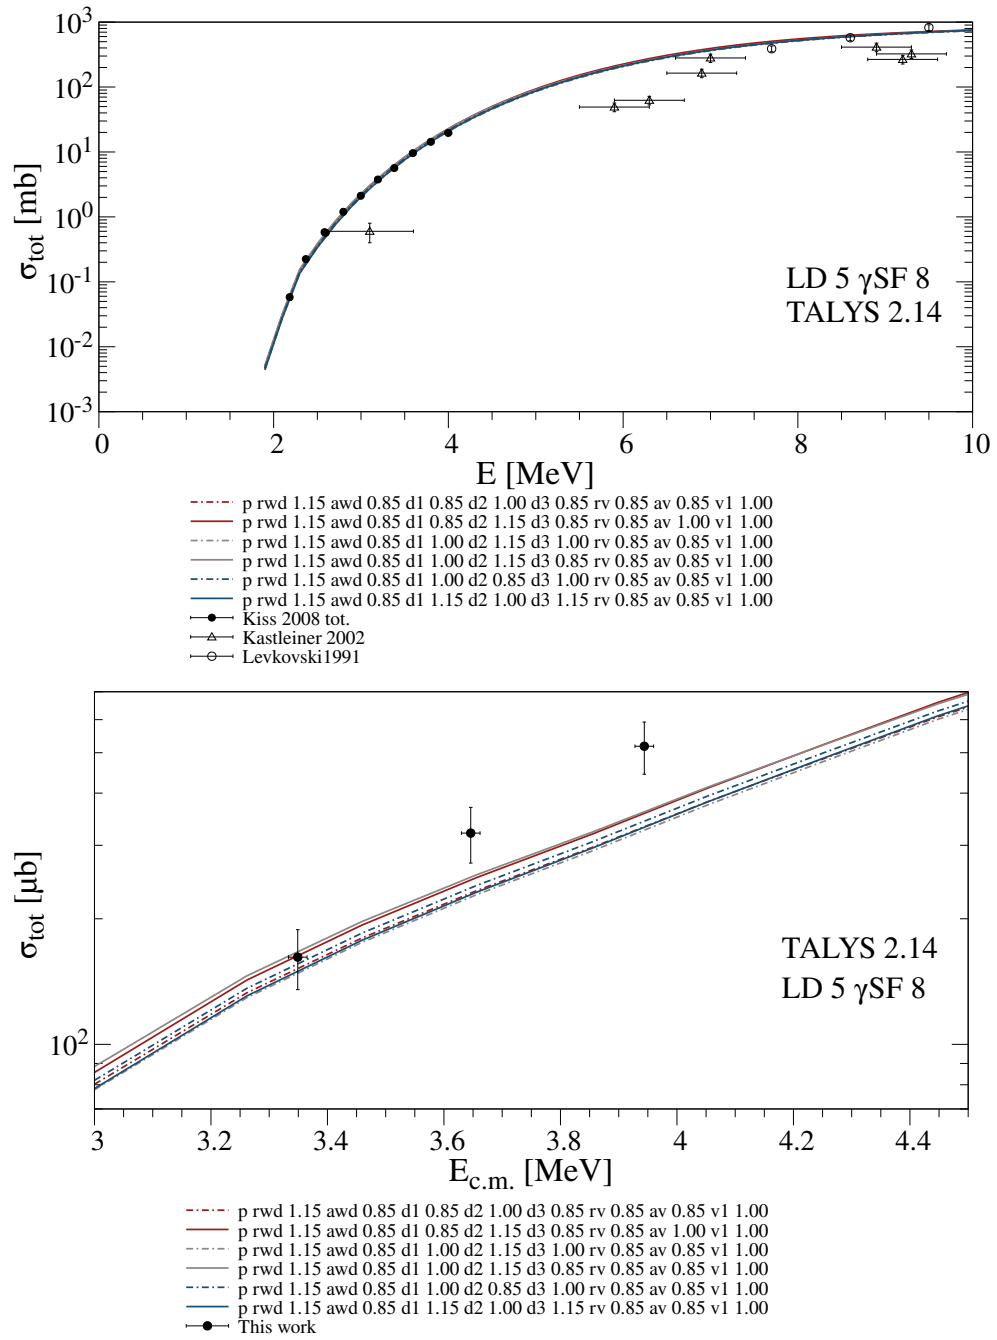 10³
10²
10¹
10⁰
10⁻¹
10⁻²
10⁻³
σtot [mb]
LD 5 γSF 8
TALYS 2.14
0 2 4 6 8 10
E [MeV]
p rwd 1.15 awd 0.85 d1 0.85 d2 1.00 d3 0.85 rv 0.85 av 0.85 v1 1.00
p rwd 1.15 awd 0.85 d1 0.85 d2 1.15 d3 0.85 rv 0.85 av 1.00 v1 1.00
p rwd 1.15 awd 0.85 d1 1.00 d2 1.15 d3 1.00 rv 0.85 av 0.85 v1 1.00
p rwd 1.15 awd 0.85 d1 1.00 d2 1.15 d3 0.85 rv 0.85 av 0.85 v1 1.00
p rwd 1.15 awd 0.85 d1 1.00 d2 0.85 d3 1.00 rv 0.85 av 0.85 v1 1.00
p rwd 1.15 awd 0.85 d1 1.15 d2 1.00 d3 1.15 rv 0.85 av 0.85 v1 1.00
Kiss 2008 tot.
Kastleiner 2002
Levkovski1991
σtot [μb]
10²
TALYS 2.14
LD 5 γSF 8
3 3.2 3.4 3.6 3.8 4 4.2 4.4
Ec.m. [MeV]
p rwd 1.15 awd 0.85 d1 0.85 d2 1.00 d3 0.85 rv 0.85 av 0.85 v1 1.00
p rwd 1.15 awd 0.85 d1 0.85 d2 1.15 d3 0.85 rv 0.85 av 1.00 v1 1.00
p rwd 1.15 awd 0.85 d1 1.00 d2 1.15 d3 1.00 rv 0.85 av 0.85 v1 1.00
p rwd 1.15 awd 0.85 d1 1.00 d2 1.15 d3 0.85 rv 0.85 av 0.85 v1 1.00
p rwd 1.15 awd 0.85 d1 1.00 d2 0.85 d3 1.00 rv 0.85 av 0.85 v1 1.00
p rwd 1.15 awd 0.85 d1 1.15 d2 1.00 d3 1.15 rv 0.85 av 0.85 v1 1.00
This work